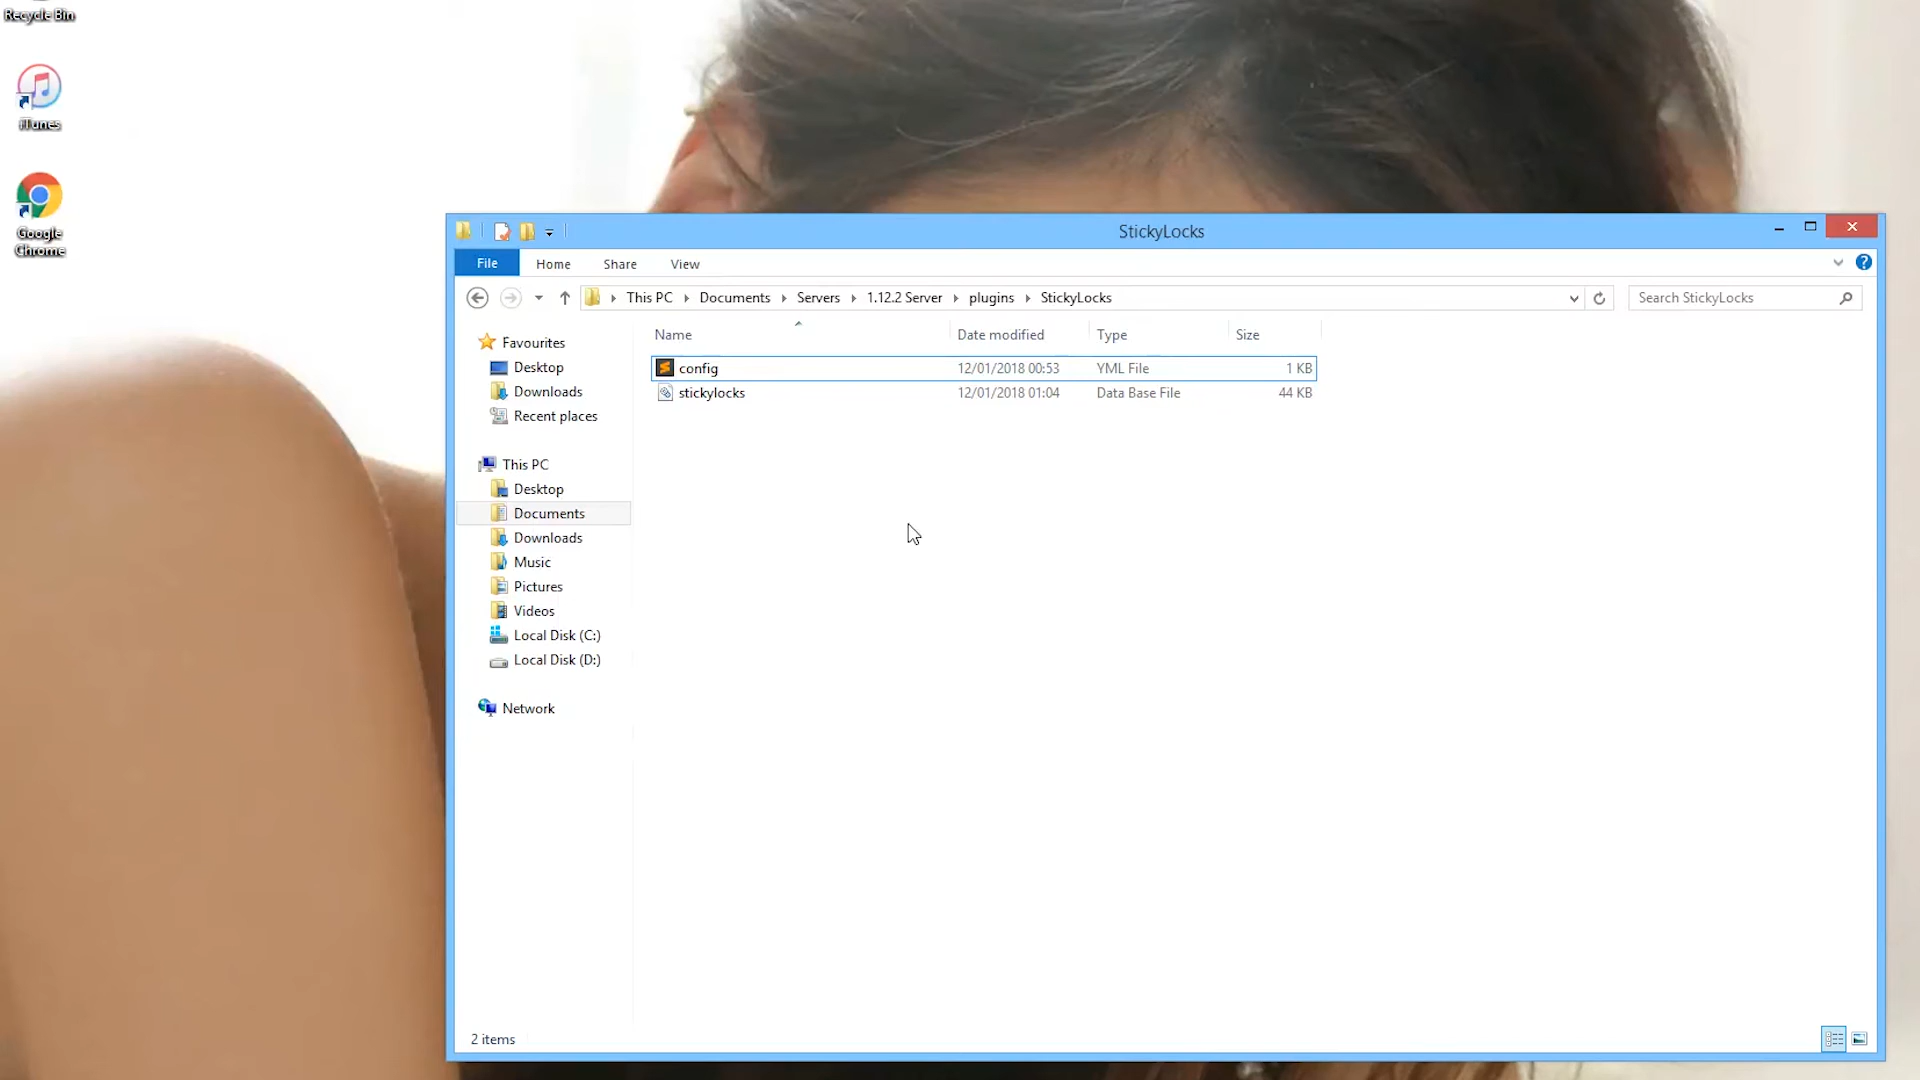 Recycle Bin
iTunes
Google
Chrome
StickyLocks
File Home Share View
This PC Documents Servers 1.12.2 Server plugins StickyLocks
Search StickyLocks
Name Date modified Type Size
config 12/01/2018 00:53 YML File 1 KB
stickylocks 12/01/2018 01:04 Data Base File 44 KB
Favourites
Desktop
Downloads
Recent places
This PC
Desktop
Documents
Downloads
Music
Pictures
Videos
Local Disk (C:)
Local Disk (D:)
Network
2 items